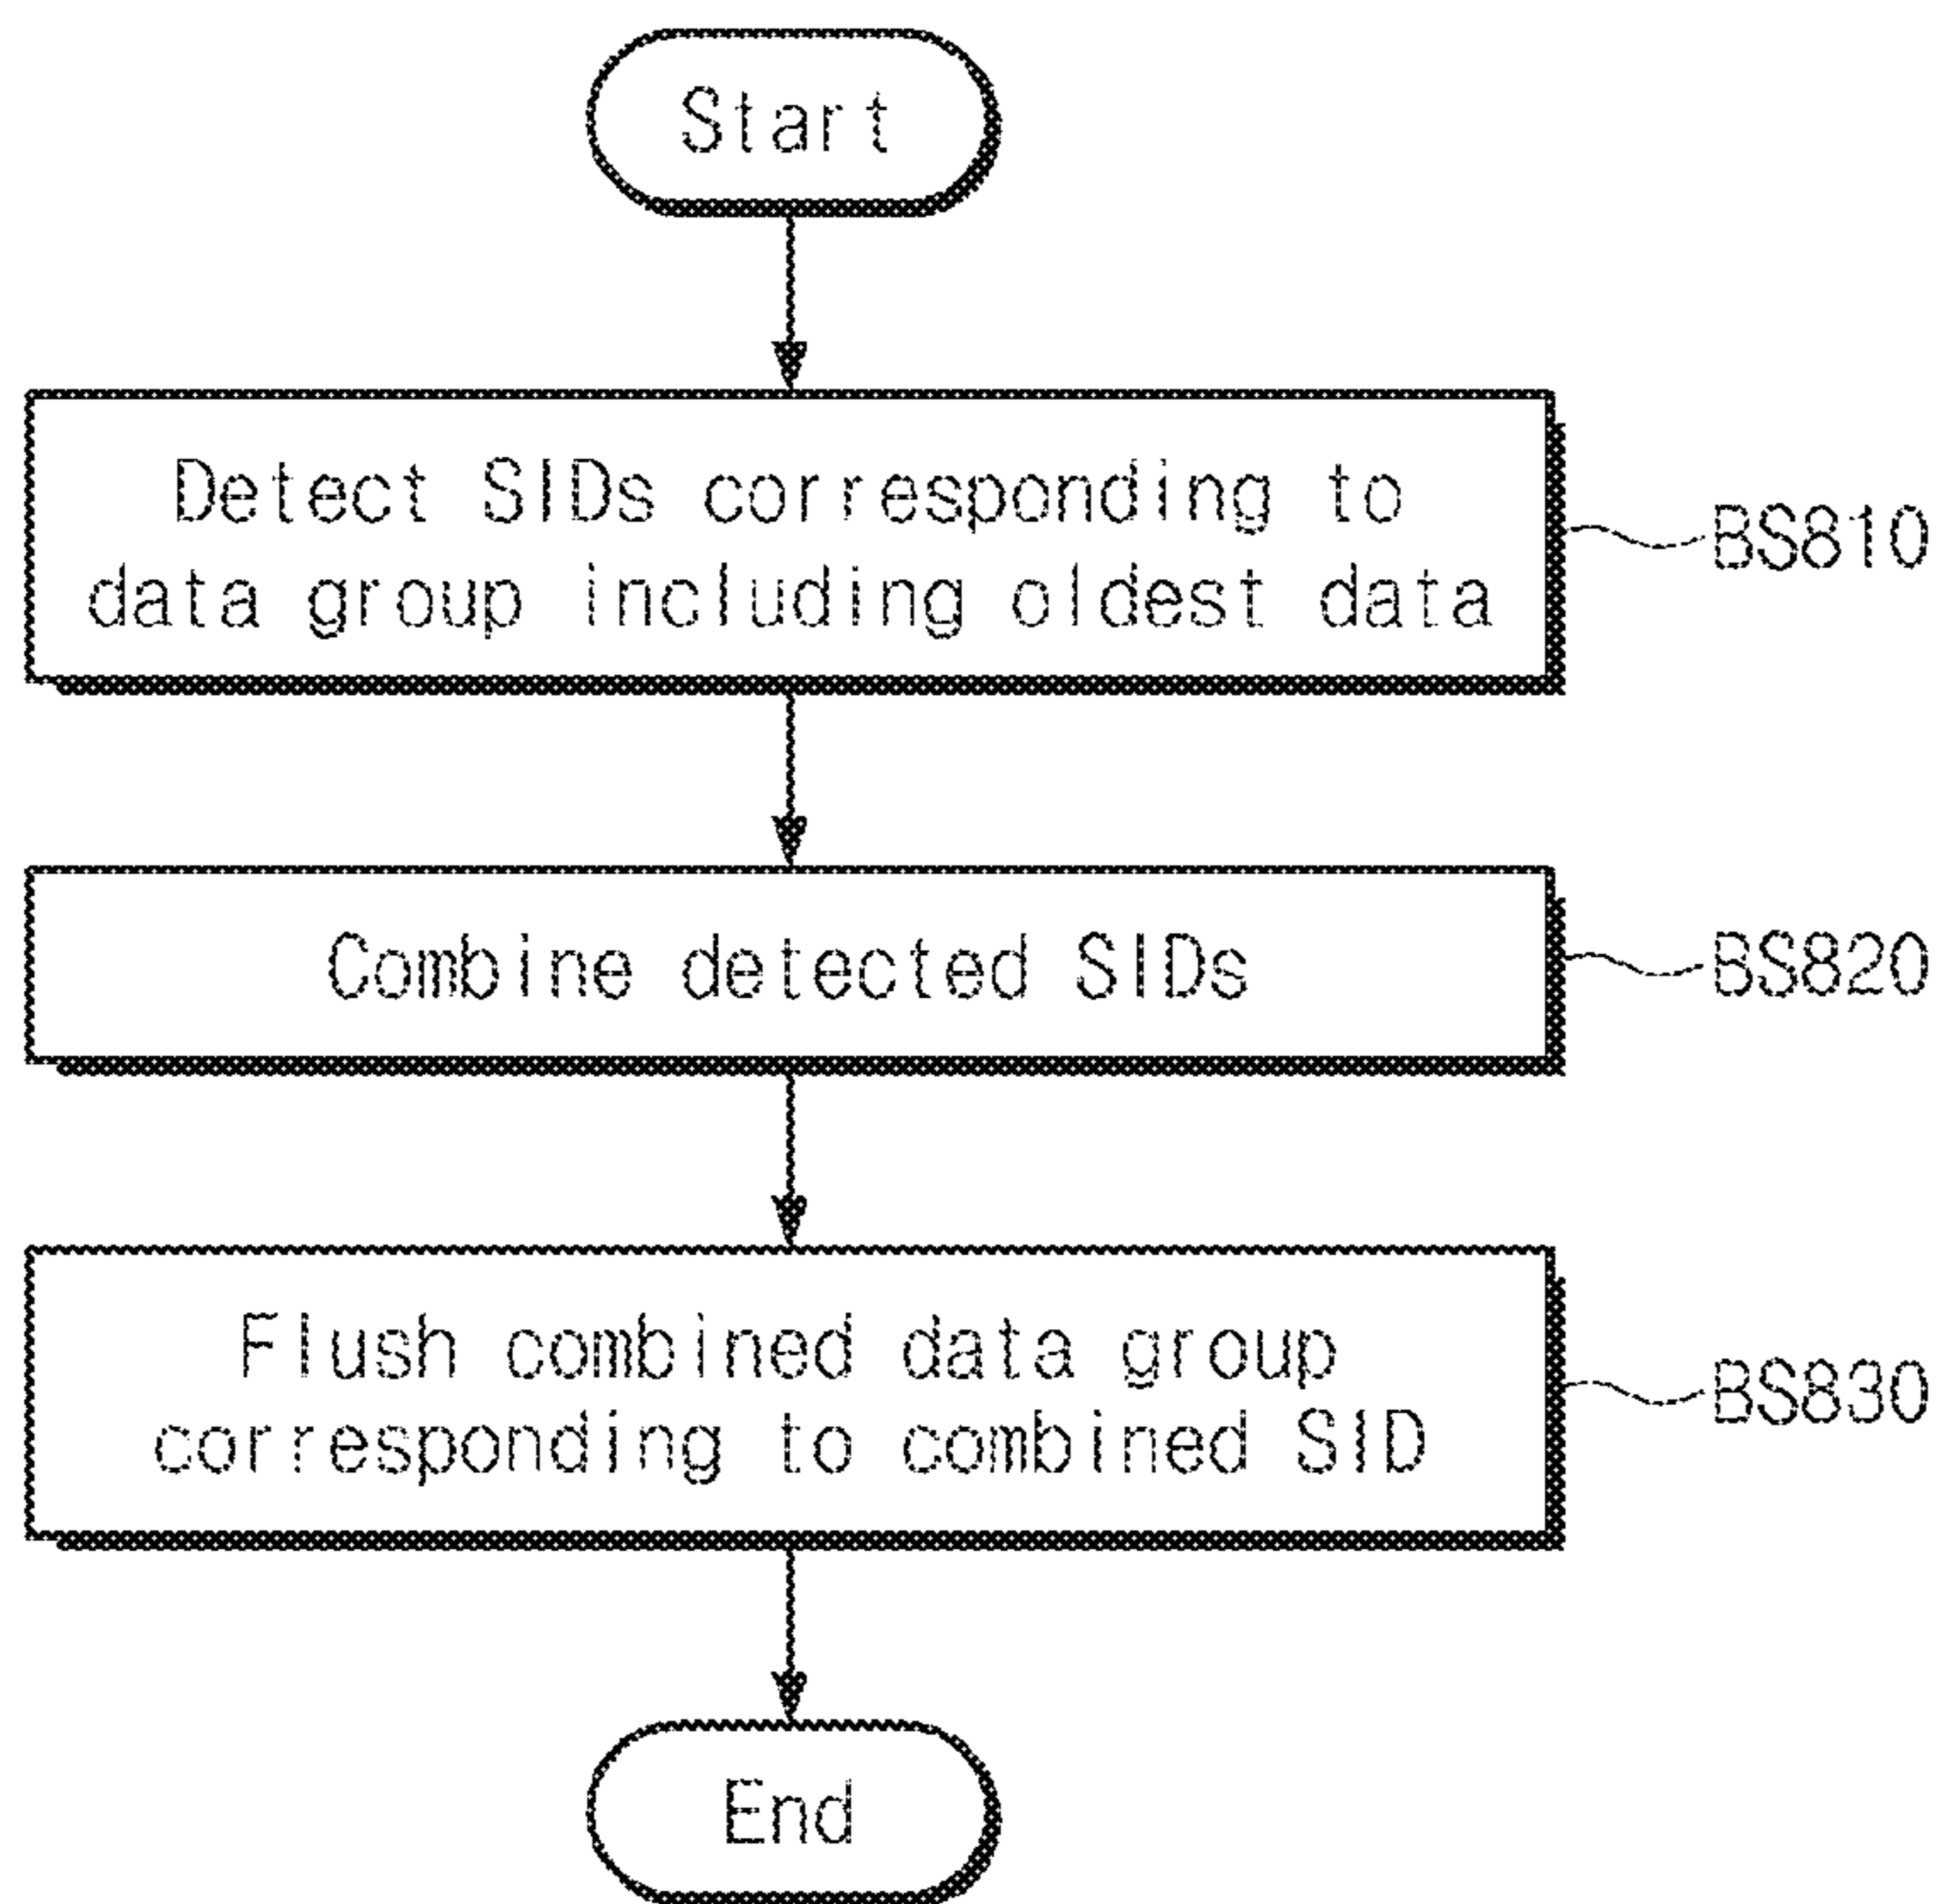 Start
Detect SIDs corresponding to
data group including oldest data
BS810
Combine detected SIDs
BS820
Flush combined data group
corresponding to combined SID
BS830
End